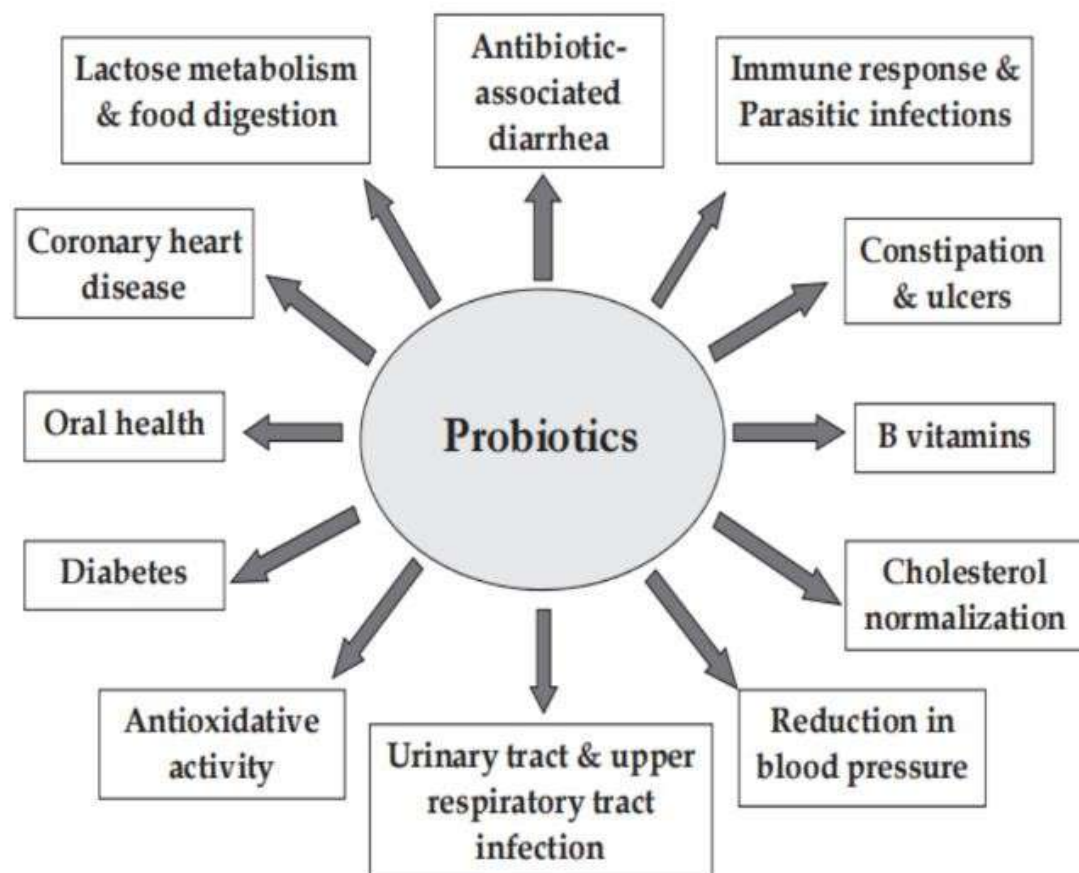 Lactose metabolism
& food digestion
Antibiotic-
associated
diarrhea
Immune response &
Parasitic infections
Coronary heart
disease
Constipation
& ulcers
Oral health
Probiotics
B vitamins
Diabetes
Cholesterol
normalization
Antioxidative
activity
Urinary tract & upper
respiratory tract
infection
Reduction in
blood pressure